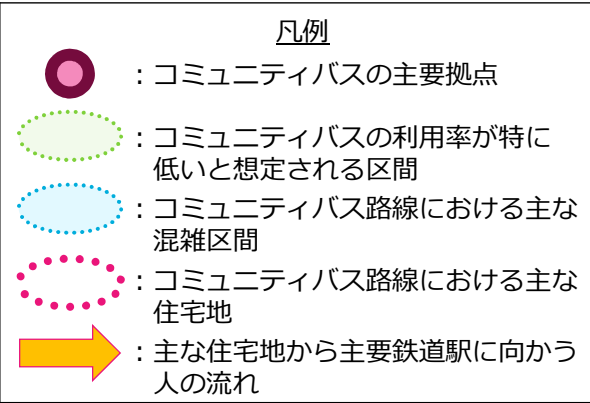 凡例
：コミュニティバスの主要拠点
：コミュニティバスの利用率が特に
低いと想定される区間
：コミュニティバス路線における主な
混雑区間
：コミュニティバス路線における主な
住宅地
：主な住宅地から主要鉄道駅に向かう
人の流れ